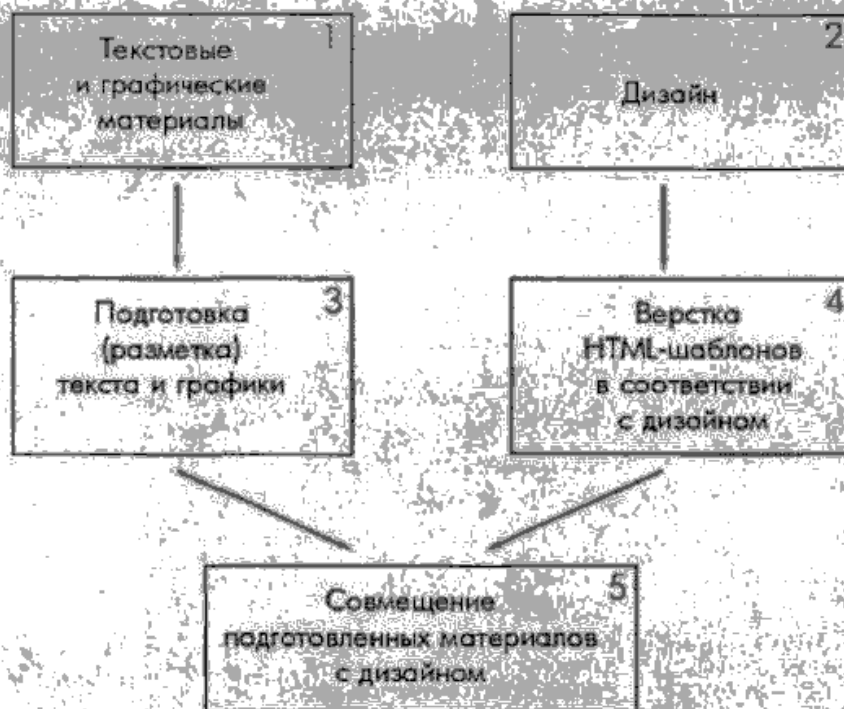 1
Текстовые
и графические
материалы
2
Дизайн
3
Подготовка
(разметка)
текста и графики
4
Верстка
HTML-шаблонов
в соответствии
с дизайном
5
Совмещение
подготовленных материалов
с дизайном